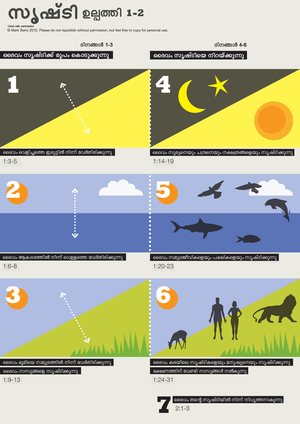 സൃഷ്ടി ഉല്പത്തി 1-2
Used with permission
© Mark Barry 2012. Please do not republish without permission, but feel free to copy for personal use.
ദിനങ്ങൾ 1-3
ദൈവം സൃഷ്ടിക്ക് രൂപം കൊടുക്കുന്നു
ദിനങ്ങൾ 4-6
ദൈവം സൃഷ്ടിയെ നിറയ്ക്കുന്നു
1
ദൈവം വെളിച്ചത്തെ ഇരുട്ടിൽ നിന്ന് വേർതിരിക്കുന്നു
1:3-5
4
ദൈവം സൂര്യനെയും ചന്ദ്രനെയും നക്ഷത്രങ്ങളെയും സൃഷ്ടിക്കുന്നു
1:14-19
2
ദൈവം ആകാശത്തിൽ നിന്ന് വെള്ളത്തെ വേർതിരിക്കുന്നു
1:6-8
5
ദൈവം സമുദ്രജീവികളെയും പക്ഷികളെയും സൃഷ്ടിക്കുന്നു
1:20-23
3
ദൈവം ഭൂമിയെ സമുദ്രത്തിൽ നിന്ന് വേർതിരിക്കുന്നു
ദൈവം സസ്യങ്ങളെ സൃഷ്ടിക്കുന്നു
1:9-13
6
ദൈവം കരയിലെ സൃഷ്ടികളെയും മനുഷ്യനെയും സൃഷ്ടിക്കുന്നു
ഭക്ഷണത്തിന് വേണ്ടി സസ്യങ്ങൾ നൽകുന്നു
1:24-31
7
ദൈവം തന്റെ സൃഷ്ടിയിൽ നിന്ന് നിവൃത്തനാകുന്നു
2:1-3